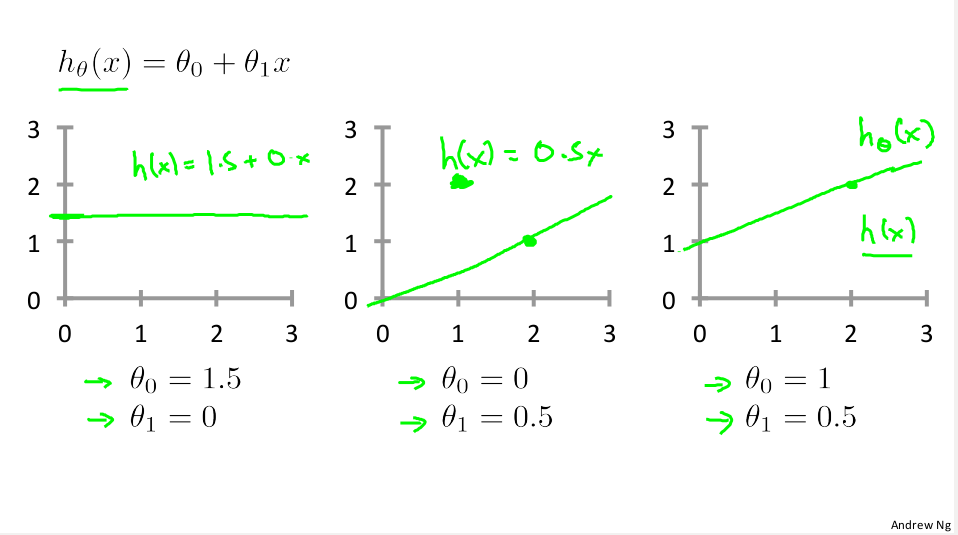 h_θ(x) = θ₀ + θ₁x
3
2
1
0
0 1 2 3
h(x) = 1.5 + 0·x
→ θ₀ = 1.5
→ θ₁ = 0
3
2
1
0
0 1 2 3
h(x) = 0.5x
→ θ₀ = 0
→ θ₁ = 0.5
3
2
1
0
0 1 2 3
h_θ(x)
h(x)
→ θ₀ = 1
→ θ₁ = 0.5
Andrew Ng